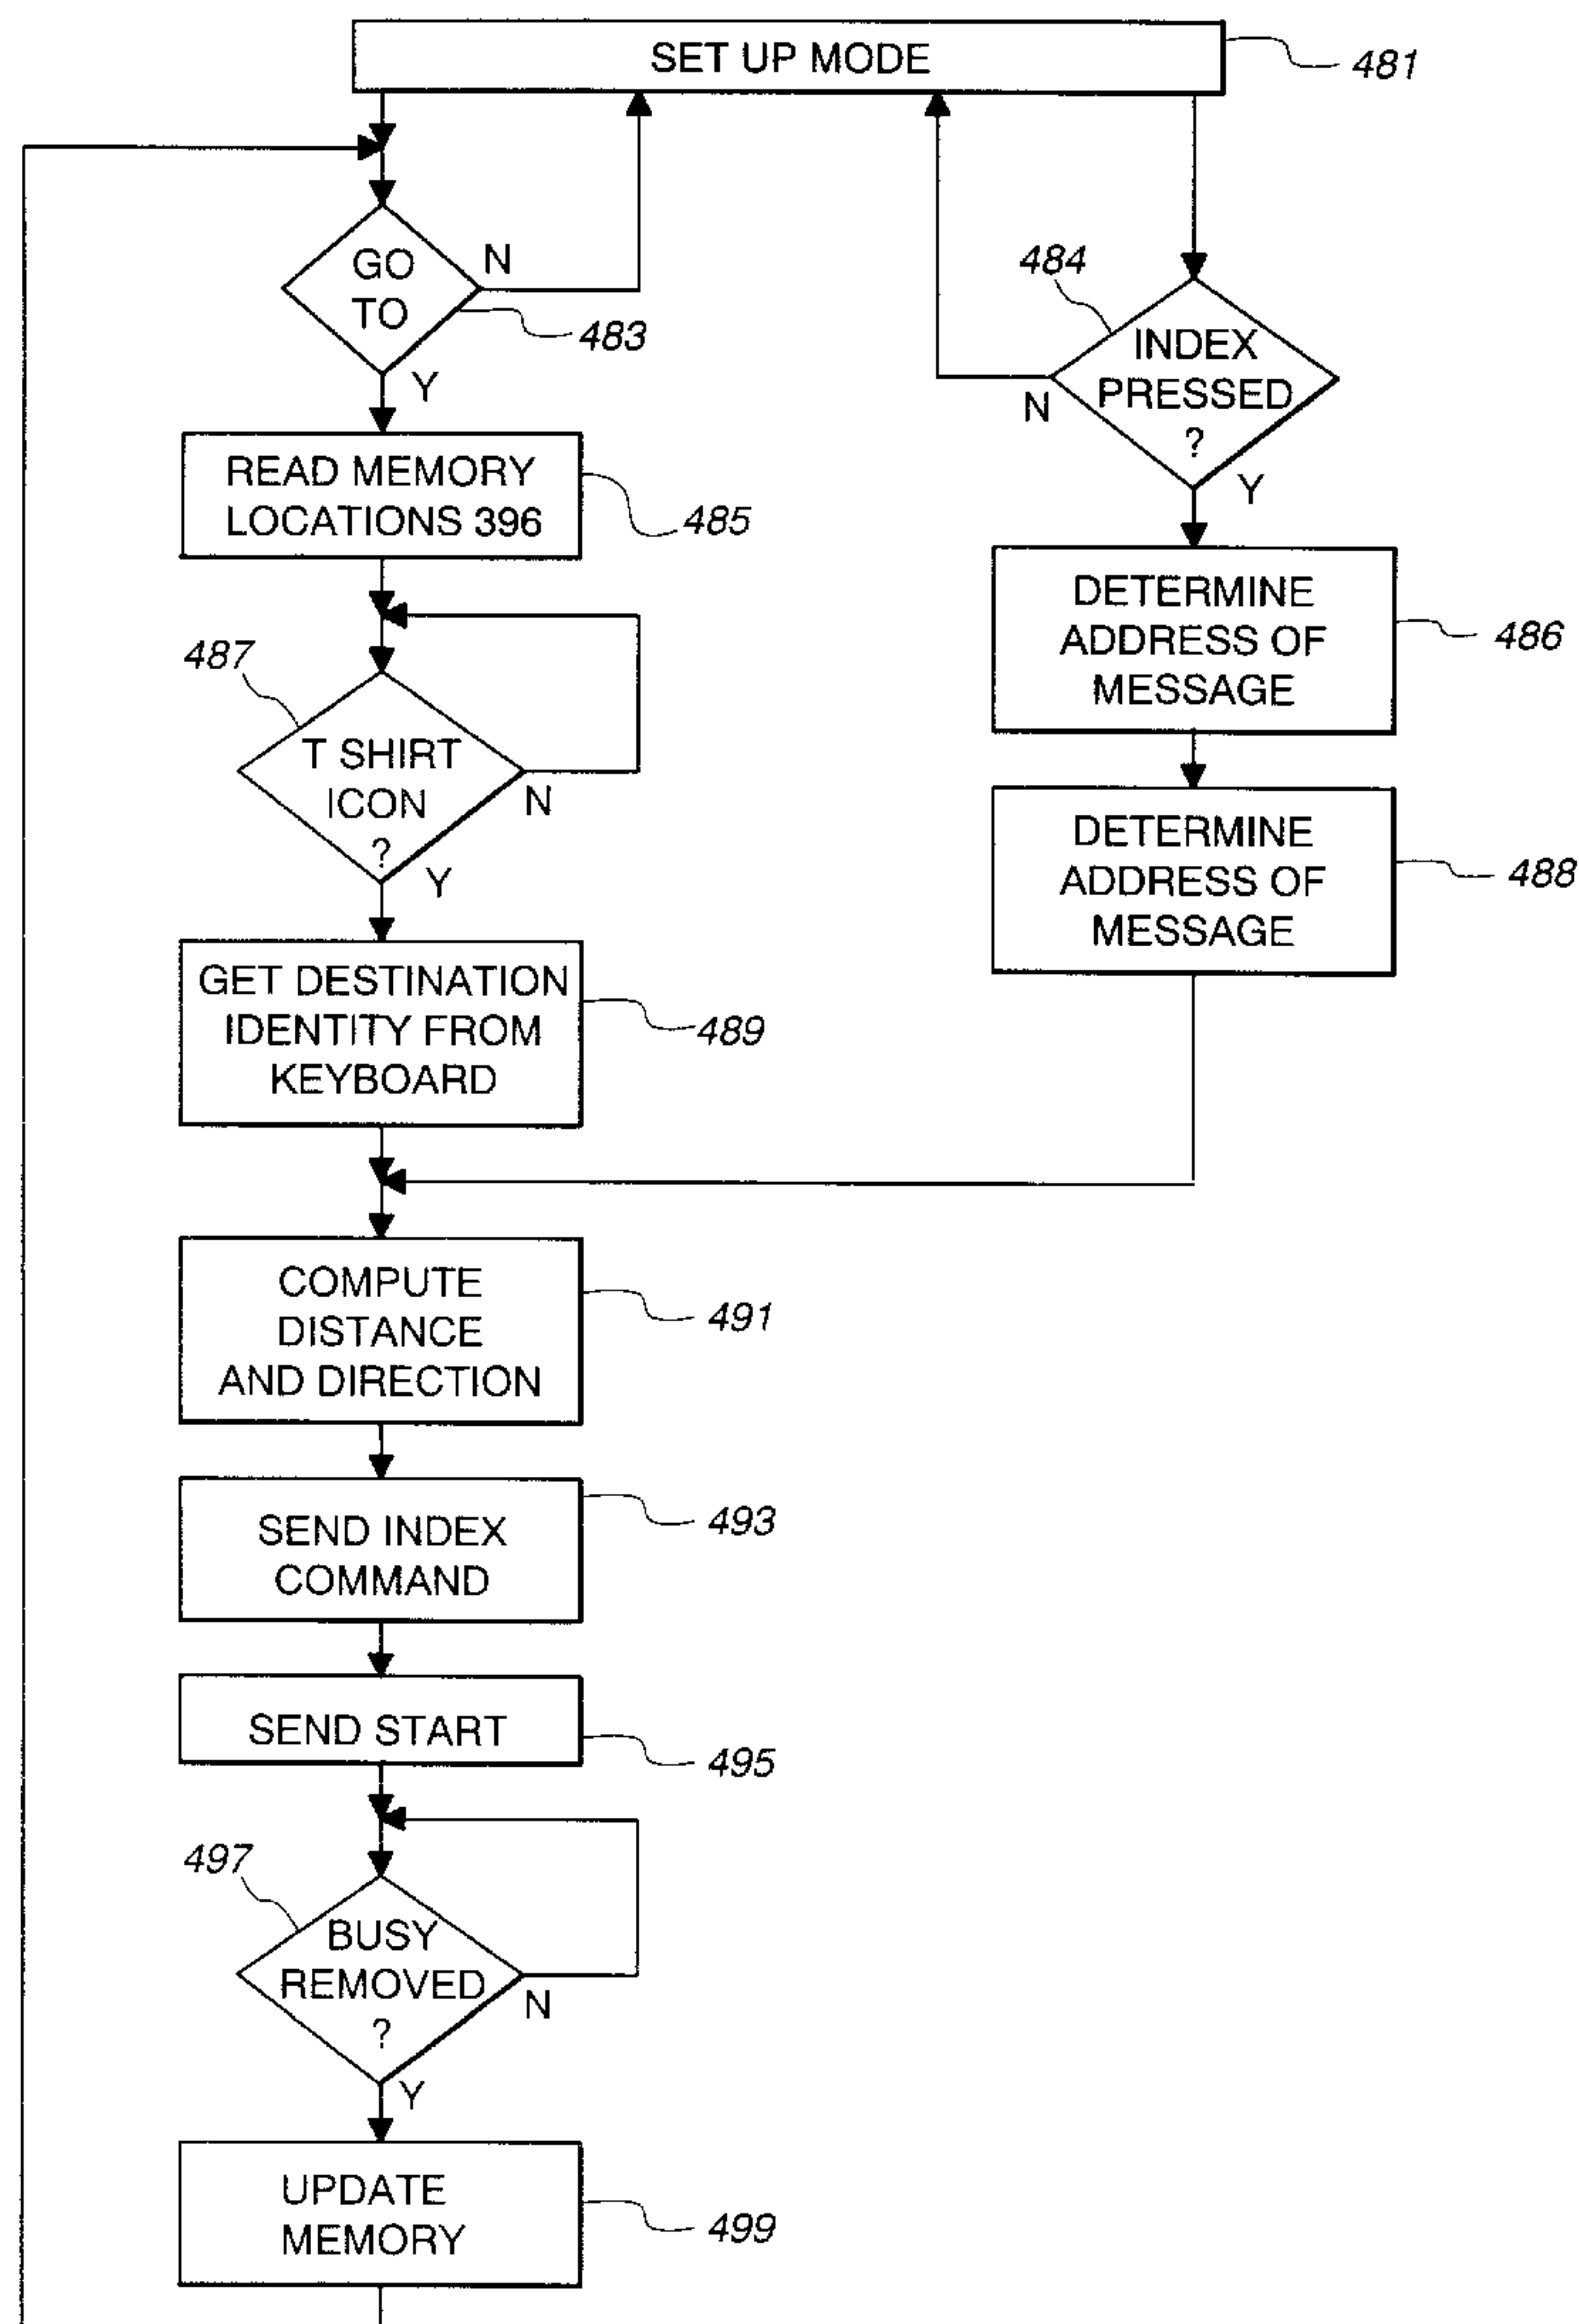 SET UP MODE
481
GO
TO
N
483
Y
484
INDEX
PRESSED
?
N
Y
READ MEMORY
LOCATIONS 396
485
DETERMINE
ADDRESS OF
MESSAGE
486
487
T SHIRT
ICON
?
N
Y
DETERMINE
ADDRESS OF
MESSAGE
488
GET DESTINATION
IDENTITY FROM
KEYBOARD
489
COMPUTE
DISTANCE
AND DIRECTION
491
SEND INDEX
COMMAND
493
SEND START
495
497
BUSY
REMOVED
?
N
Y
UPDATE
MEMORY
499